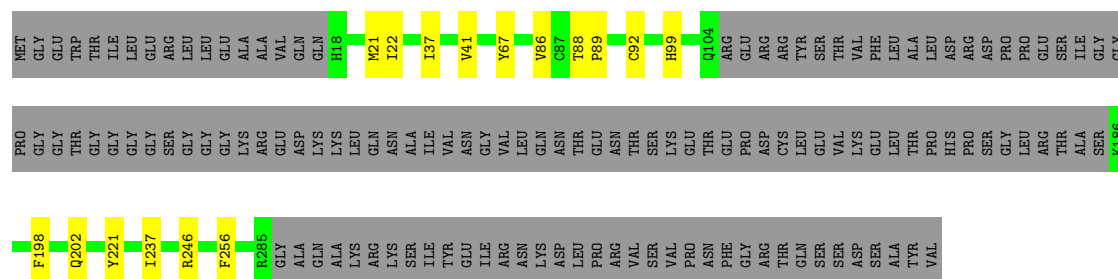 MET GLY GLU TRP THR ILE LEU GLU ARG LEU LEU GLU ALA ALA VAL GLN GLN H18 M21 I22 I37 V41 Y67 V86 C87 T88 P89 C92 H99 Q104 ARG GLU ARG ARG TYR SER THR VAL PHE LEU ALA LEU ASP ARG ASP PRO PRO GLU SER ILE GLY GLY
PRO GLY GLY THR GLY GLY GLY GLY SER GLY GLY GLY LYS ARG GLU ASP LYS LYS LEU GLN ASN ALA ILE VAL ASN GLY VAL LEU GLN ASN THR GLU ASN THR SER LYS GLU THR GLU PRO ASP CYS LEU GLU VAL LYS GLU LEU THR PRO HIS PRO SER GLY LEU ARG THR ALA SER K186
F198 Q202 Y221 I237 R246 F256 R285 GLY ALA GLN ALA LYS ARG LYS SER ILE TYR GLU ILE ARG ASN LYS ASP LEU PRO ARG VAL SER VAL PRO ASN PHE GLY ARG THR GLN SER SER ASP SER ALA TYR VAL